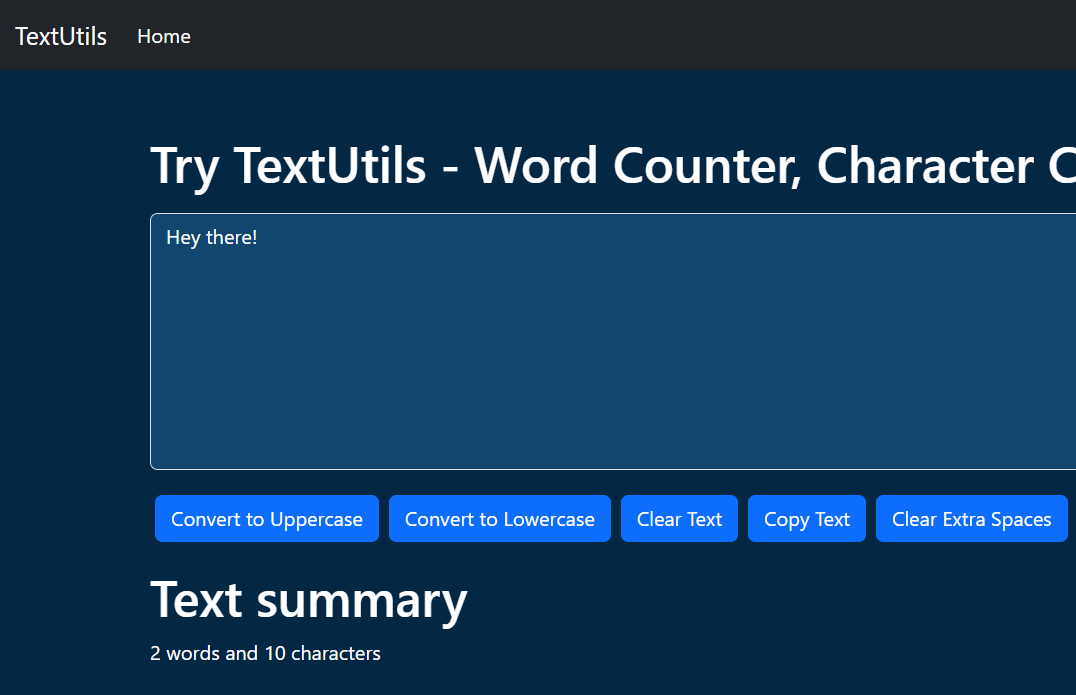 TextUtils Home
Try TextUtils - Word Counter, Character C
Hey there!
Convert to Uppercase Convert to Lowercase Clear Text Copy Text Clear Extra Spaces
Text summary
2 words and 10 characters